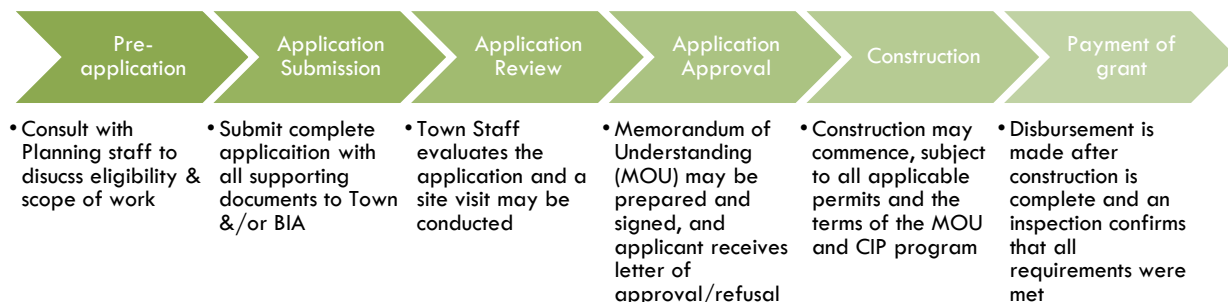 Pre-
application
Application
Submission
Application
Review
Application
Approval
Construction
Payment of
grant
• Consult with
Planning staff to
disucss eligibility &
scope of work
• Submit complete
applicaition with
all supporting
documents to Town
&/or BIA
• Town Staff
evaluates the
application and a
site visit may be
conducted
• Memorandum of
Understanding
(MOU) may be
prepared and
signed, and
applicant receives
letter of
approval/refusal
• Construction may
commence, subject
to all applicable
permits and the
terms of the MOU
and CIP program
• Disbursement is
made after
construction is
complete and an
inspection confirms
that all
requirements were
met